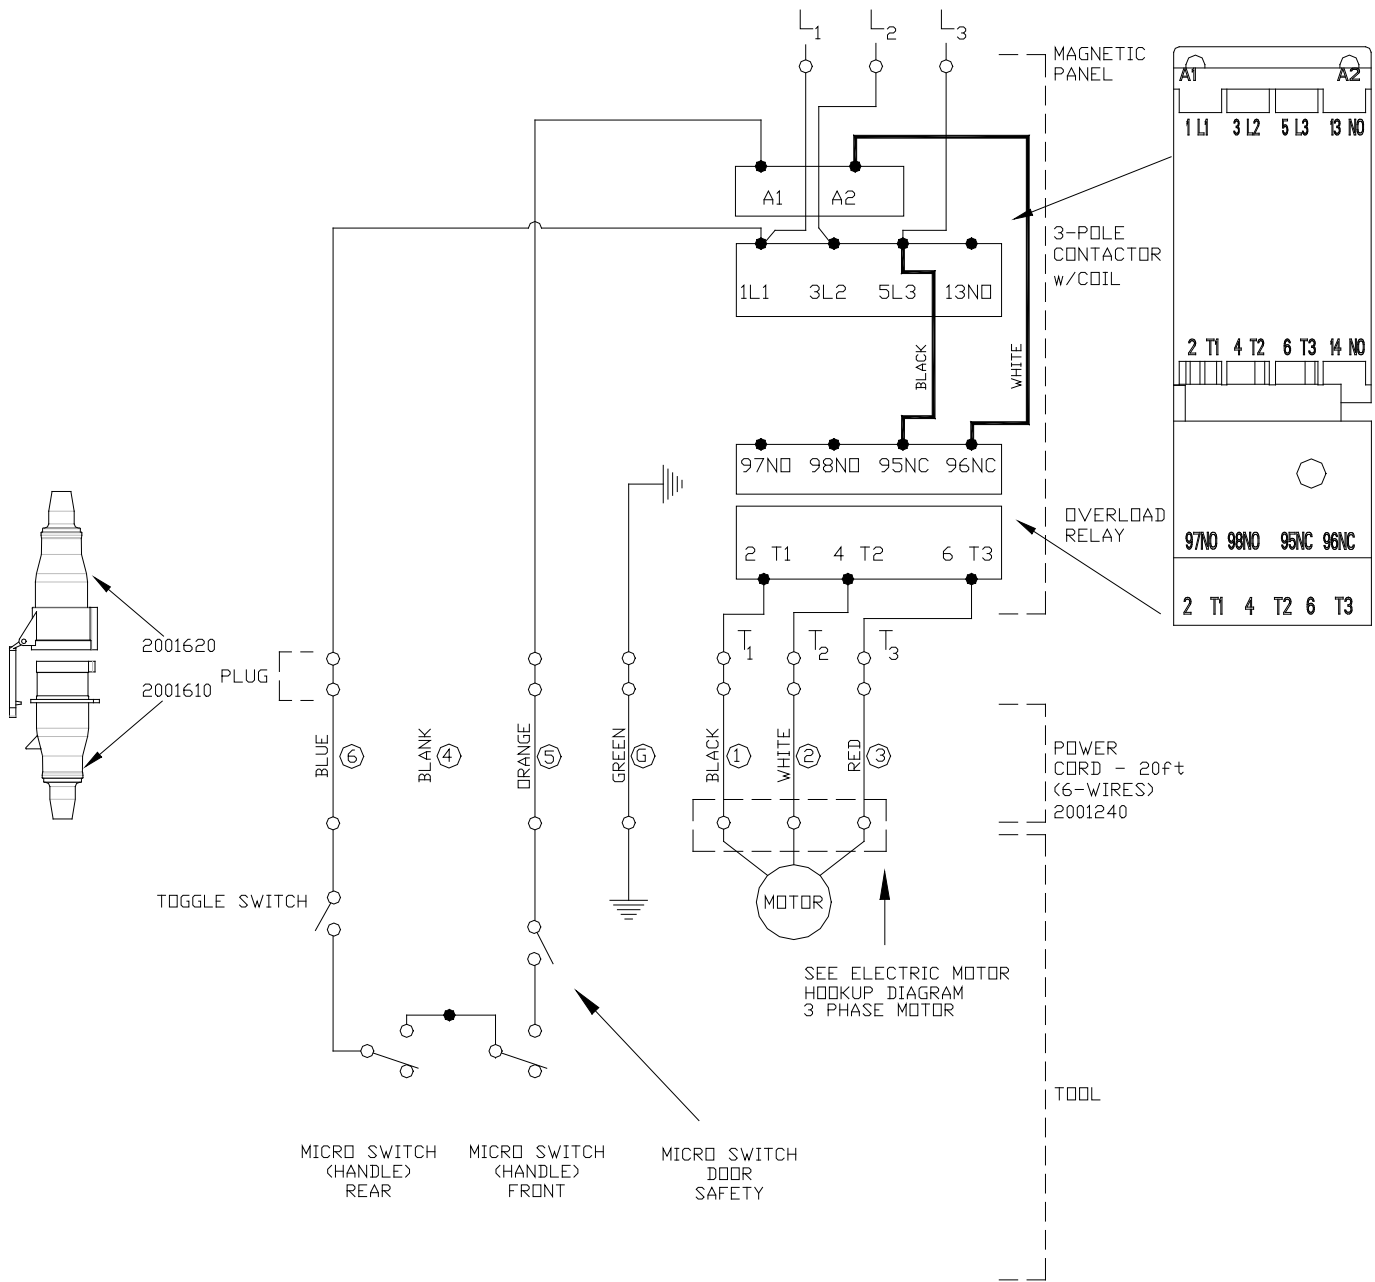 L1 L2 L3
MAGNETIC
PANEL
A1 A2
1 L1 3 L2 5 L3 13 NO
A1 A2
3-POLE
CONTACTOR
w/COIL
1L1 3L2 5L3 13NO
BLACK
WHITE
2 T1 4 T2 6 T3 14 NO
97NO 98NO 95NC 96NC
OVERLOAD
RELAY
97NO 98NO 95NC 96NC
2 T1 4 T2 6 T3
2 T1 4 T2 6 T3
T1 T2 T3
2001620
PLUG
2001610
BLUE 6
BLANK 4
ORANGE 5
GREEN G
BLACK 1
WHITE 2
RED 3
POWER
CORD - 20ft
(6-WIRES)
2001240
TOGGLE SWITCH
MOTOR
SEE ELECTRIC MOTOR
HOOKUP DIAGRAM
3 PHASE MOTOR
TOOL
MICRO SWITCH
(HANDLE)
REAR
MICRO SWITCH
(HANDLE)
FRONT
MICRO SWITCH
DOOR
SAFETY